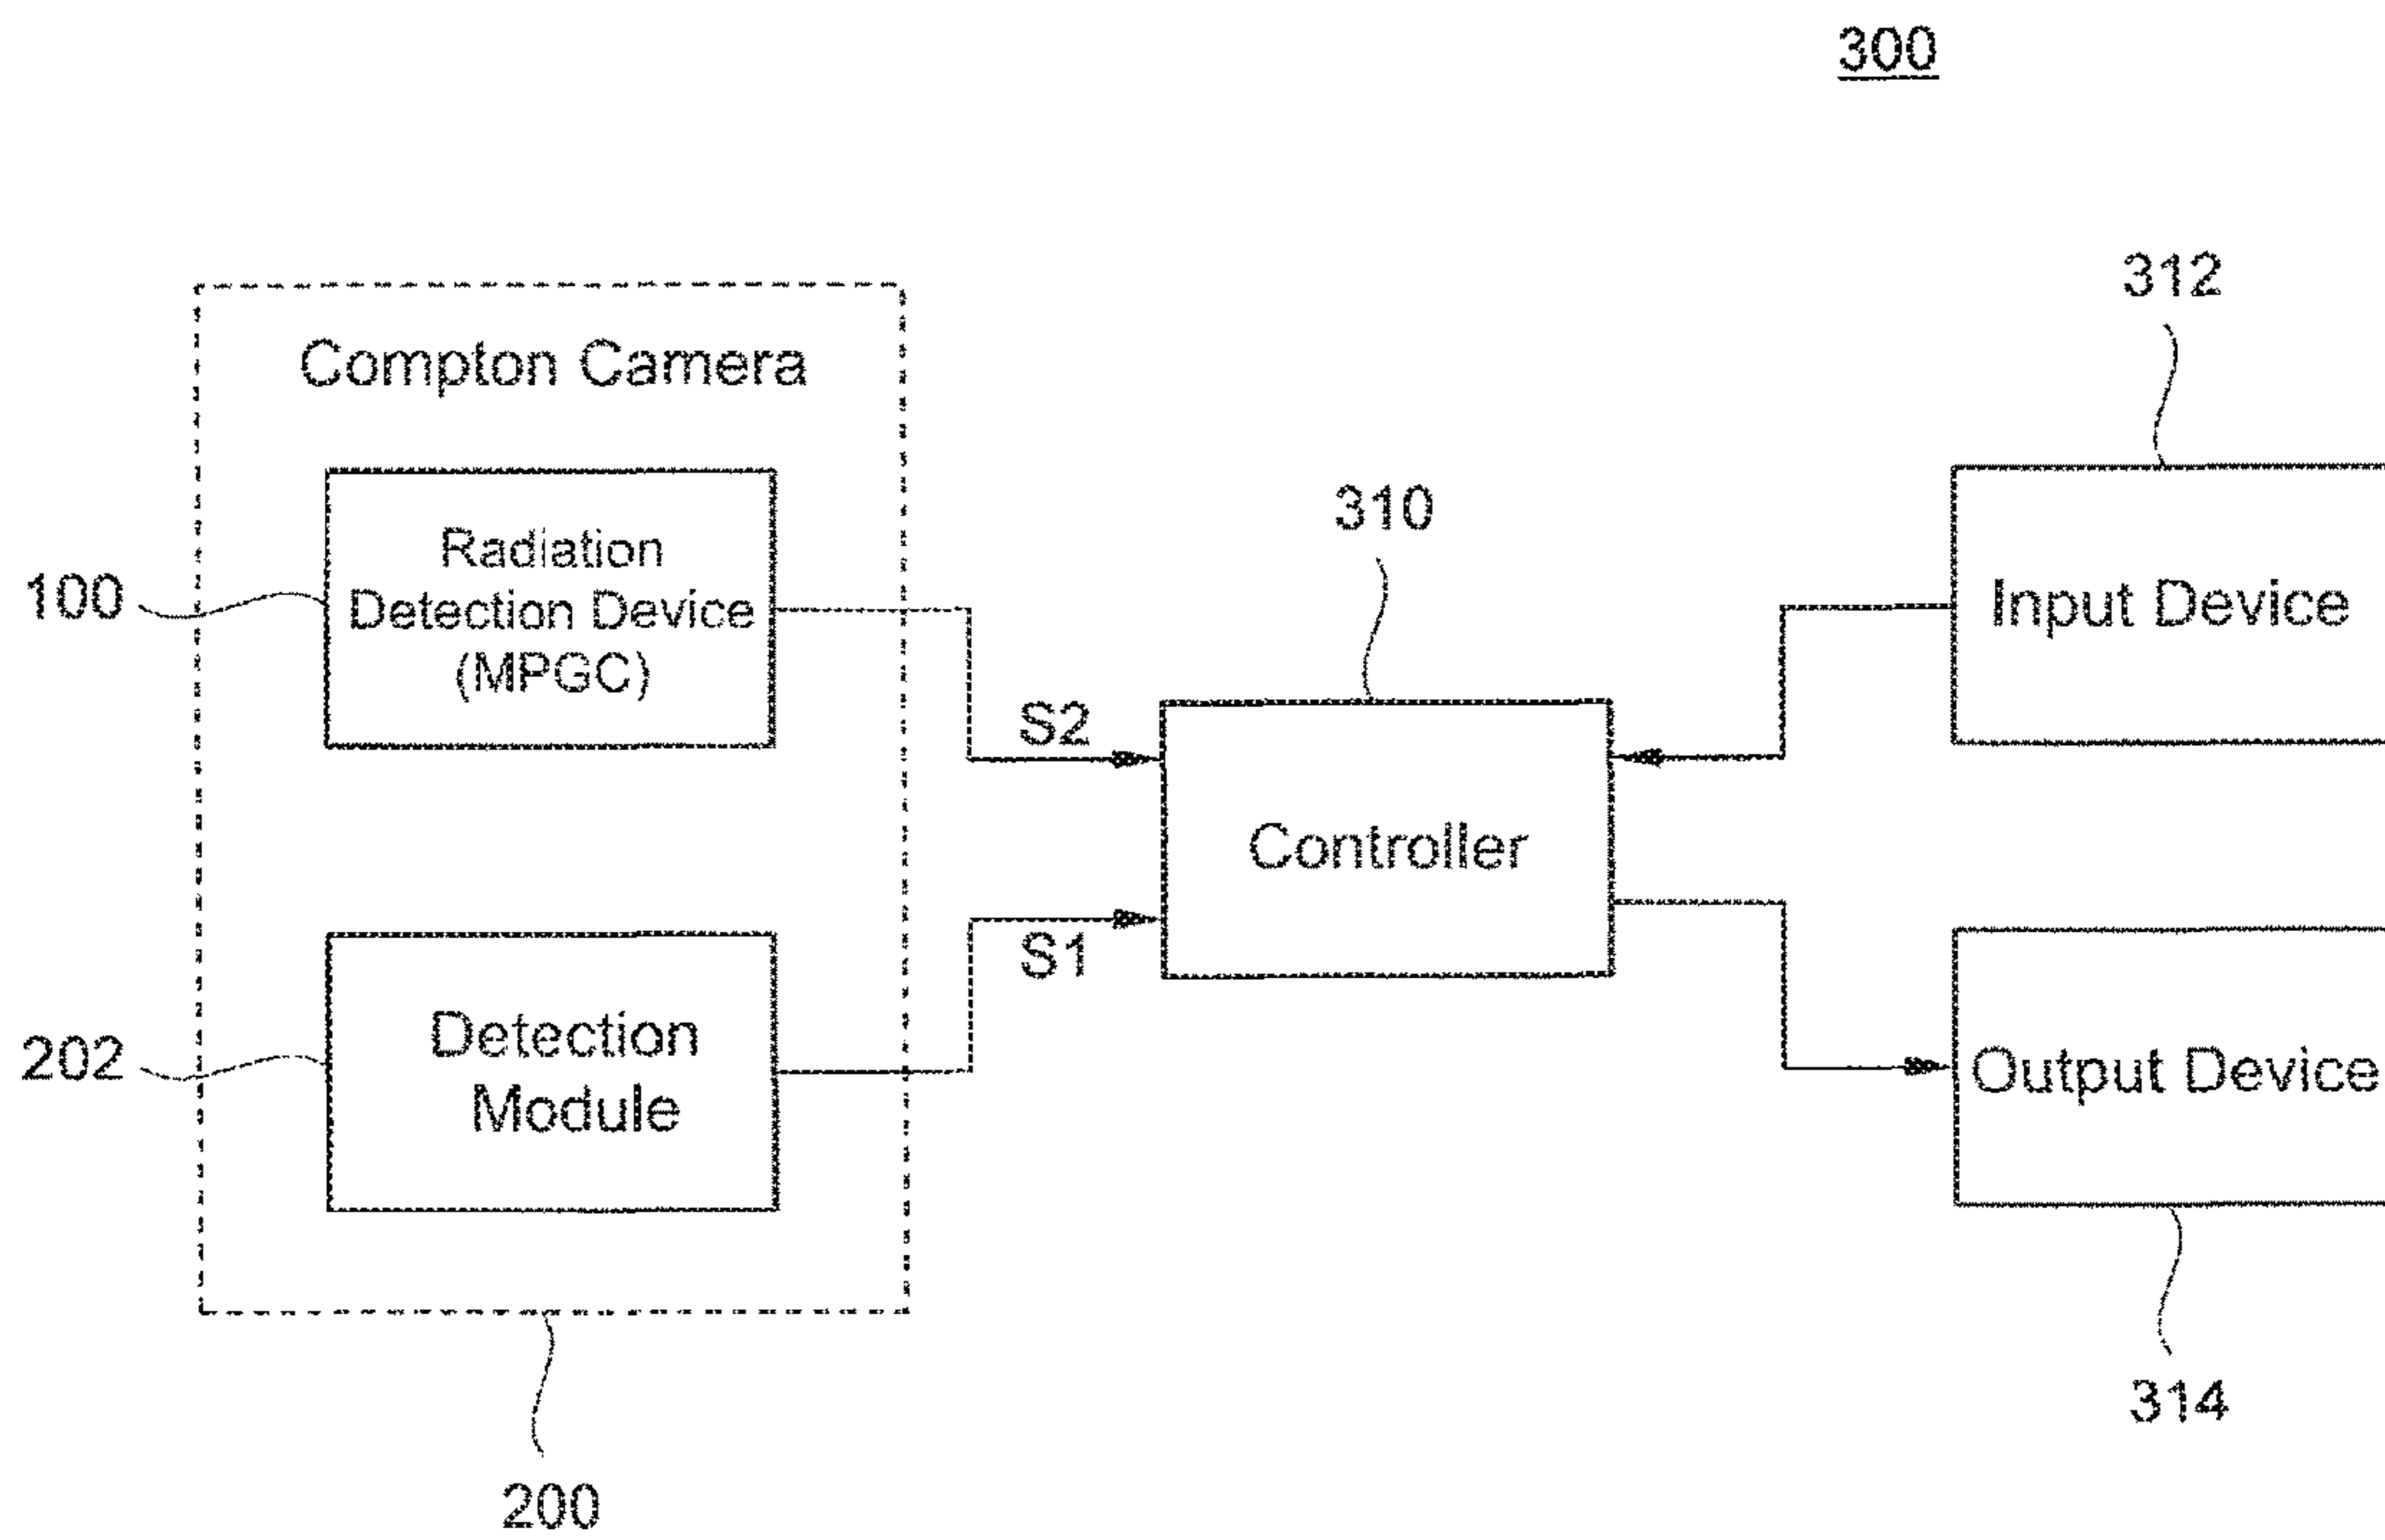 300
312
Compton Camera
310
Radiation
Detection Device
(MPGC)
100
Input Device
S2
Controller
S1
202
Detection
Module
Output Device
314
200